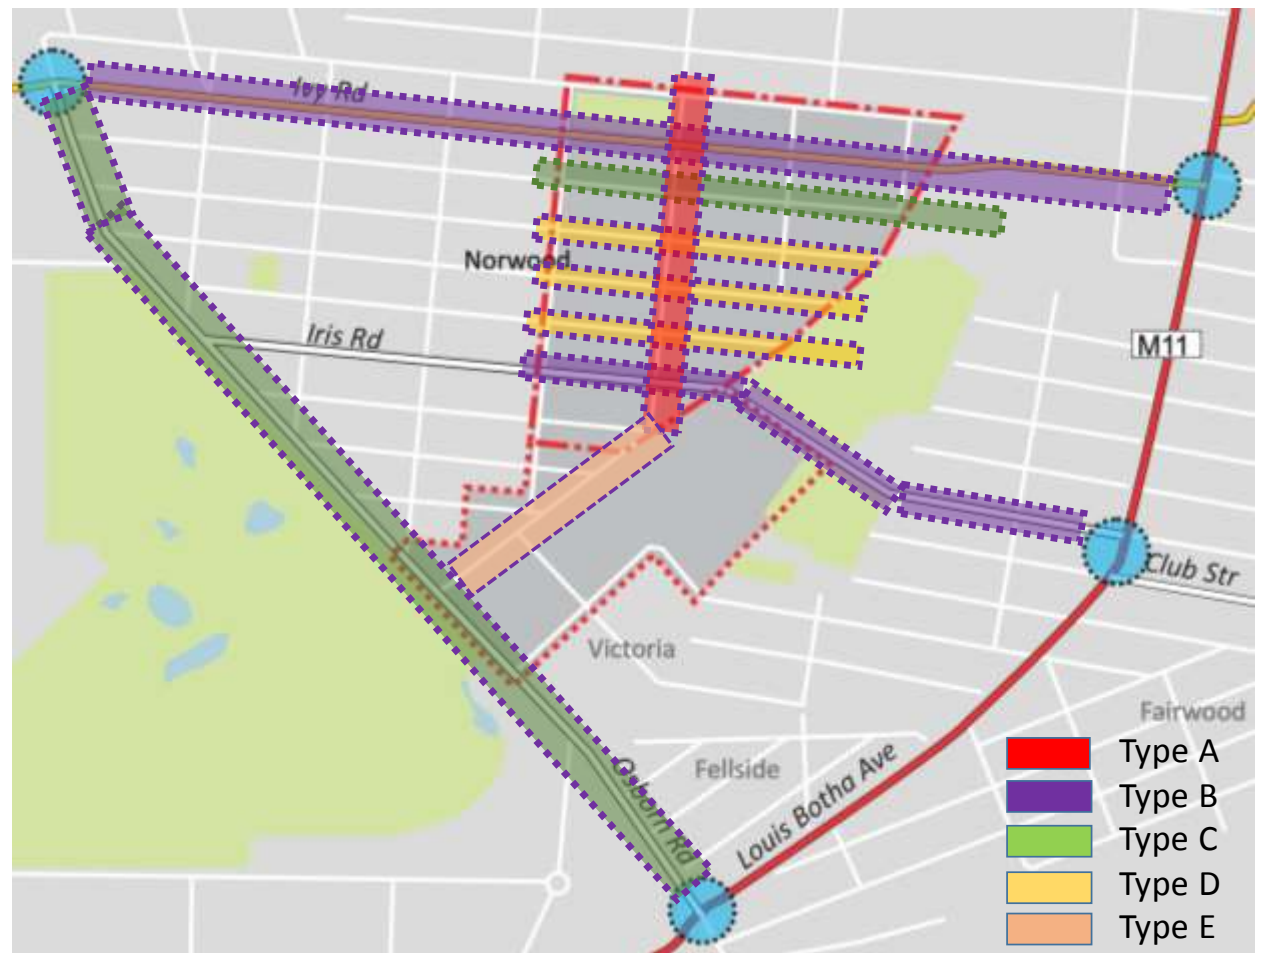 Ivy Rd
Norwood
Iris Rd
M11
Club Str
Victoria
Fairwood
Fellside
Osborn Rd
Louis Botha Ave
Type A
Type B
Type C
Type D
Type E